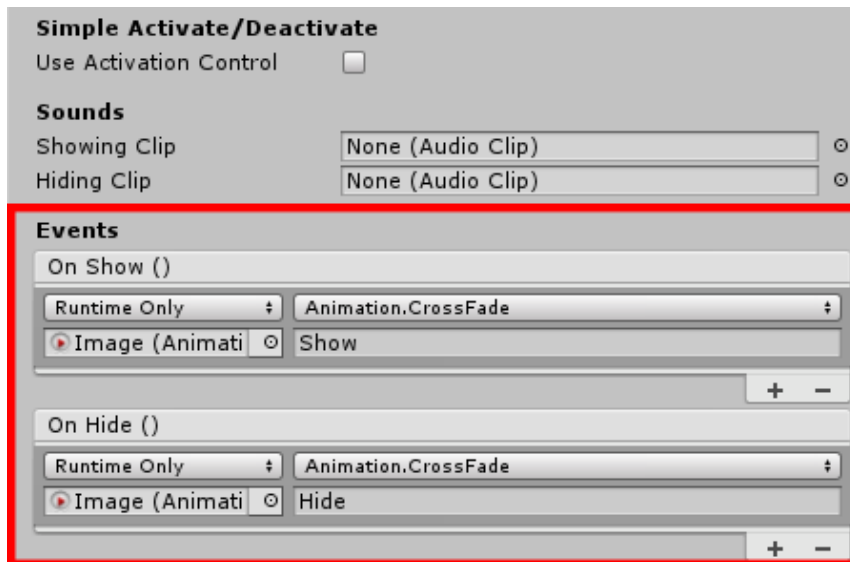 Simple Activate/Deactivate
Use Activation Control
Sounds
Showing Clip None (Audio Clip)
Hiding Clip None (Audio Clip)
Events
On Show ()
Runtime Only Animation.CrossFade
Image (Animati Show
+ −
On Hide ()
Runtime Only Animation.CrossFade
Image (Animati Hide
+ −